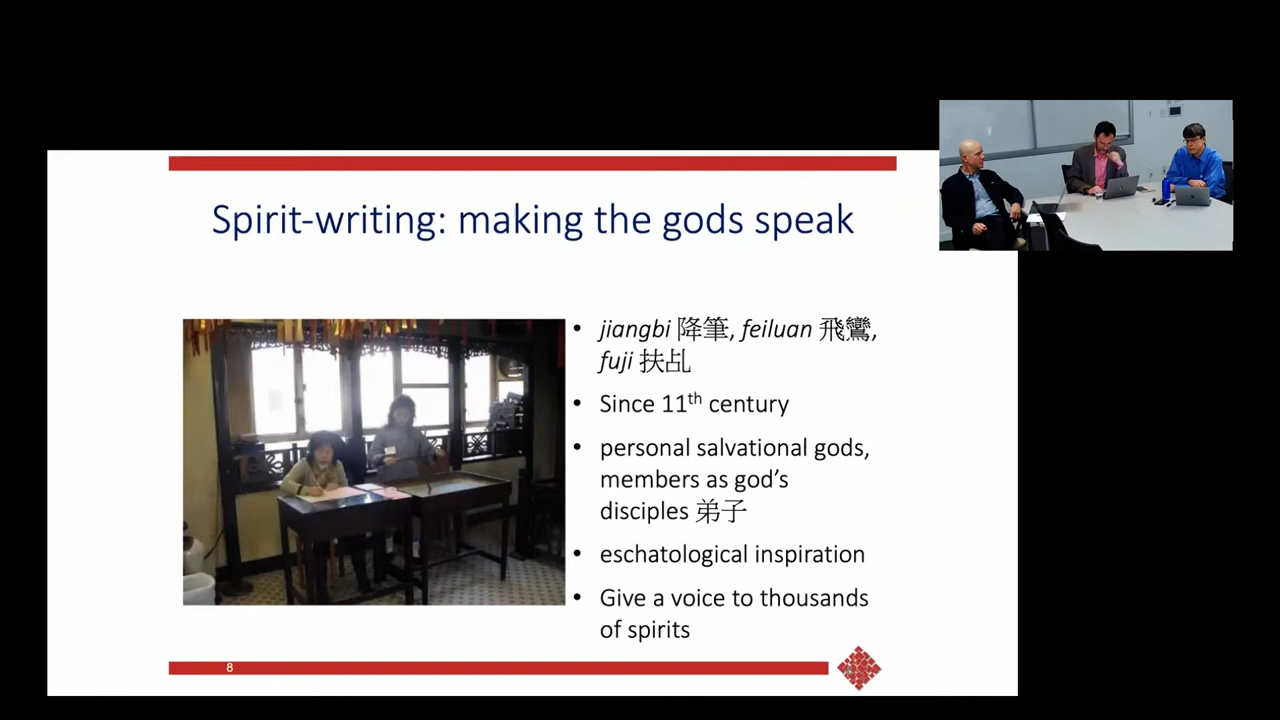 Spirit-writing: making the gods speak
• jiangbi 降筆, feiluan 飛鸞,
fuji 扶乩
• Since 11th century
• personal salvational gods,
members as god's
disciples 弟子
• eschatological inspiration
• Give a voice to thousands
of spirits
8